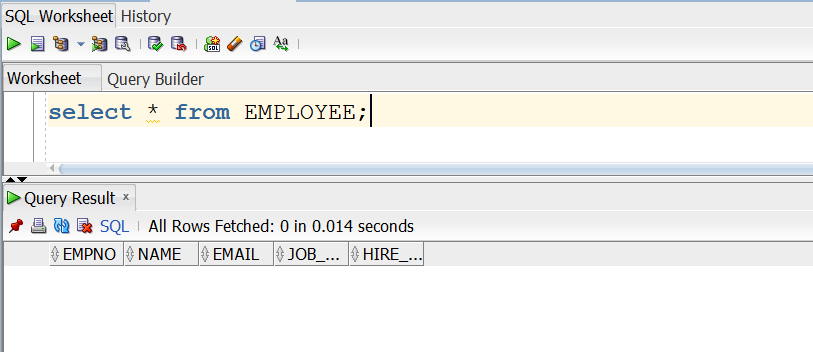 SQL Worksheet History
Worksheet Query Builder
select * from EMPLOYEE;
Query Result x
SQL All Rows Fetched: 0 in 0.014 seconds
EMPNO NAME EMAIL JOB_... HIRE_...